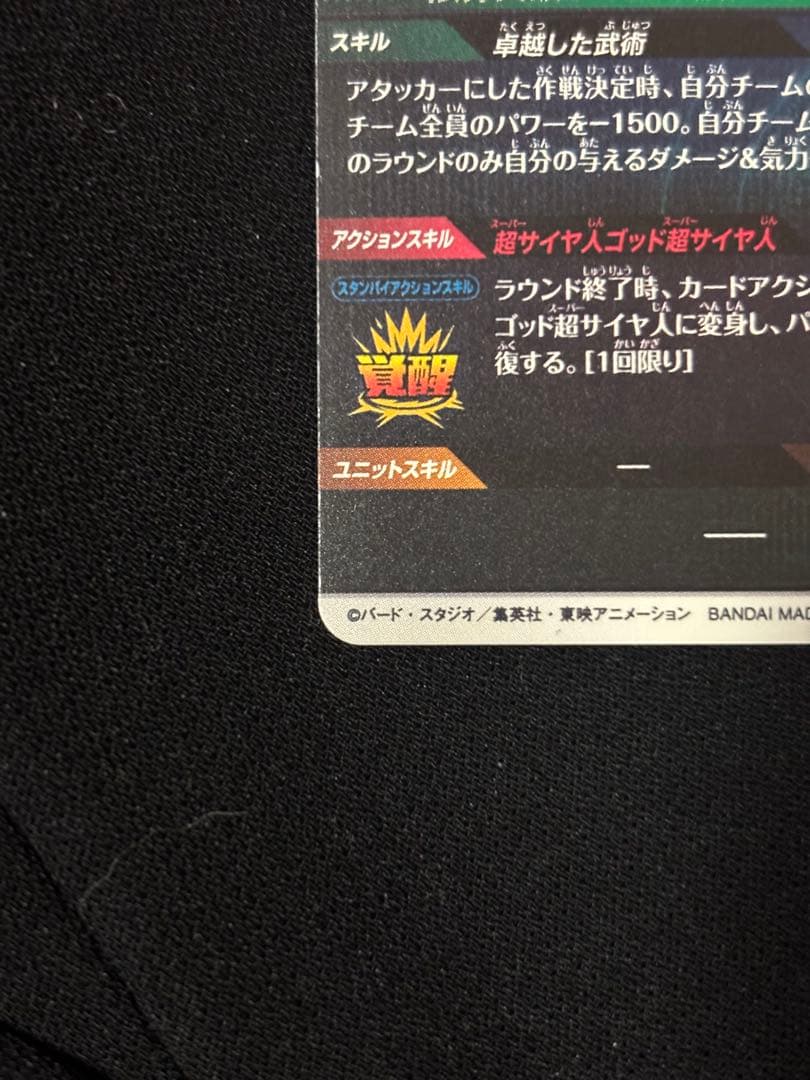 スキル
卓越した武術
アタッカーにした作戦決定時、自分チームの
チーム全員のパワーを−1500。自分チーム
のラウンドのみ自分の与えるダメージ&気力
アクションスキル
超サイヤ人ゴッド超サイヤ人
スタンバイアクションスキル
覚醒
ラウンド終了時、カードアクシ
ゴッド超サイヤ人に変身し、パ
復する。[1回限り]
ユニットスキル
ー
ー
©バード・スタジオ／集英社・東映アニメーション BANDAI MAD